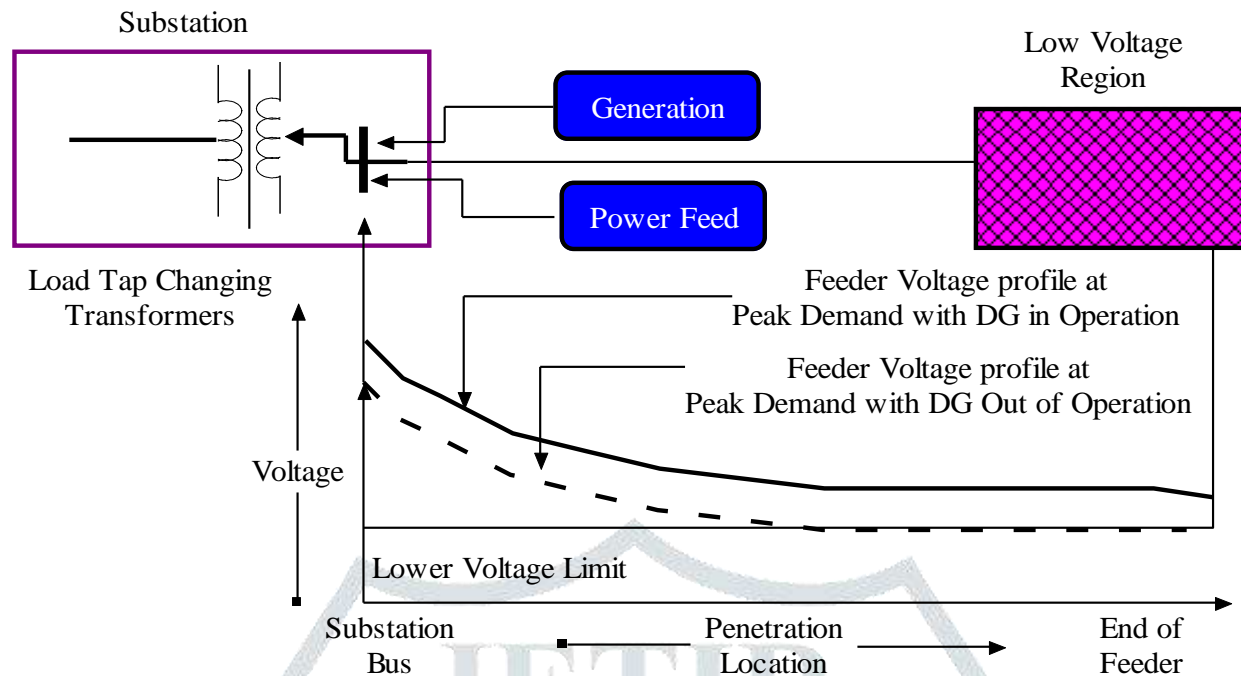 Substation
Low Voltage
Region
Generation
Power Feed
Load Tap Changing
Transformers
Feeder Voltage profile at
Peak Demand with DG in Operation
Feeder Voltage profile at
Peak Demand with DG Out of Operation
Voltage
Lower Voltage Limit
Substation
Bus
Penetration
Location
End of
Feeder
JETIR